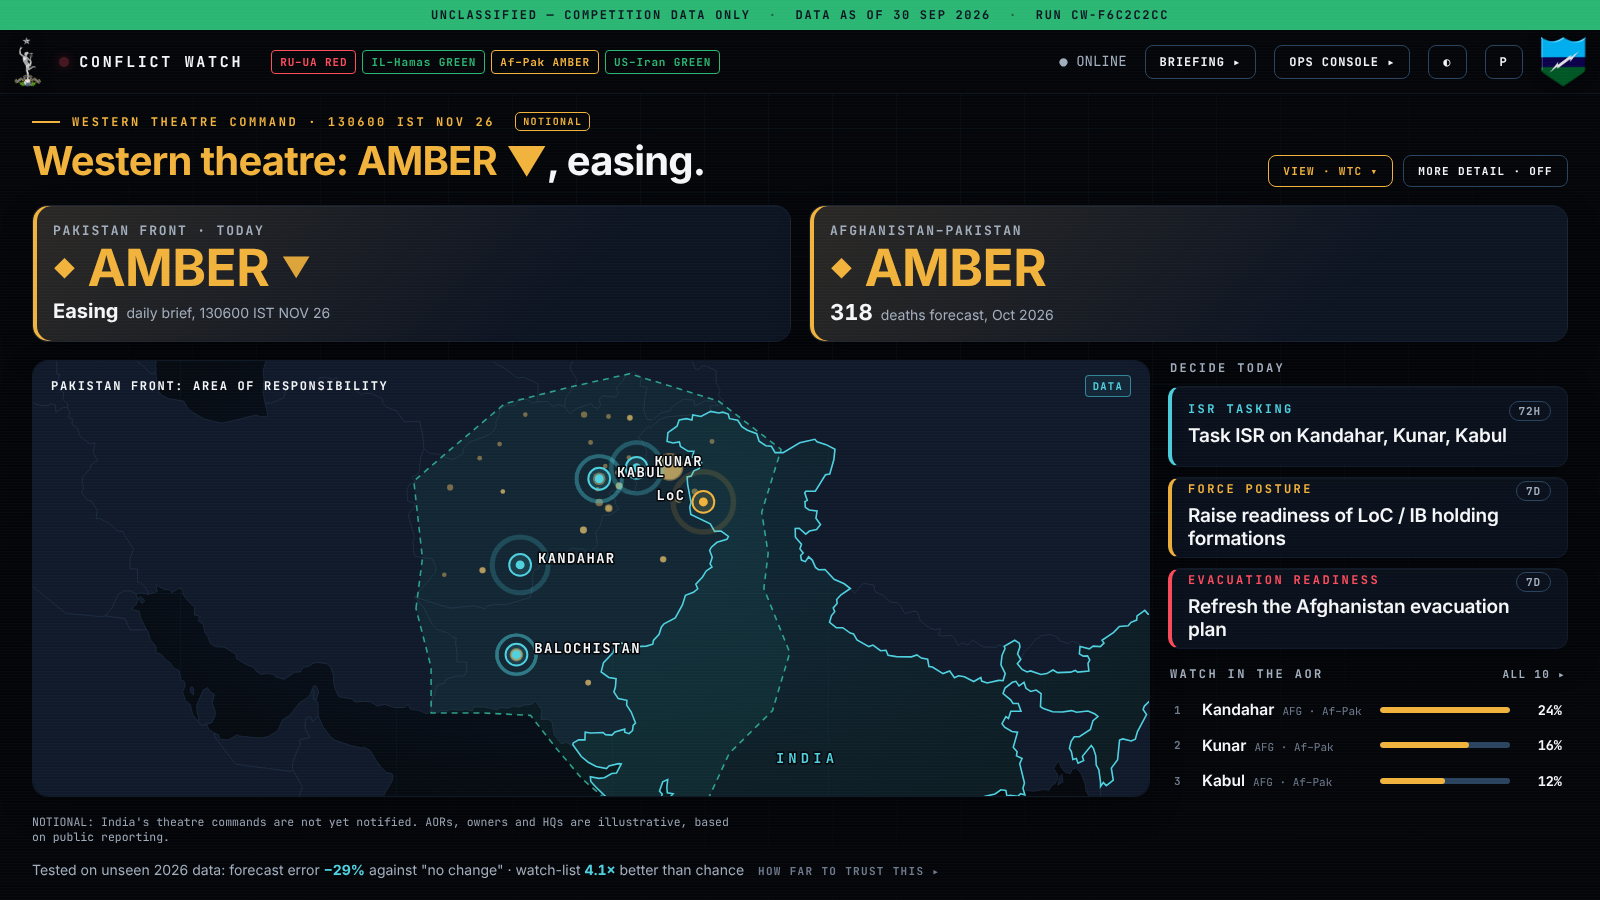 UNCLASSIFIED — COMPETITION DATA ONLY · DATA AS OF 30 SEP 2026 · RUN CW-F6C2C2CC
CONFLICT WATCH
RU-UA RED
IL-Hamas GREEN
Af-Pak AMBER
US-Iran GREEN
● ONLINE
BRIEFING ▸
OPS CONSOLE ▸
◐
P
WESTERN THEATRE COMMAND · 130600 IST NOV 26
NOTIONAL
Western theatre: AMBER ▼, easing.
VIEW · WTC ▾
MORE DETAIL · OFF
PAKISTAN FRONT · TODAY
◆ AMBER ▼
Easing daily brief, 130600 IST NOV 26
AFGHANISTAN–PAKISTAN
◆ AMBER
318 deaths forecast, Oct 2026
PAKISTAN FRONT: AREA OF RESPONSIBILITY
DATA
KUNAR
KABUL
LoC
KANDAHAR
BALOCHISTAN
INDIA
DECIDE TODAY
ISR TASKING
72H
Task ISR on Kandahar, Kunar, Kabul
FORCE POSTURE
7D
Raise readiness of LoC / IB holding
formations
EVACUATION READINESS
7D
Refresh the Afghanistan evacuation
plan
WATCH IN THE AOR
ALL 10 ▸
1 Kandahar AFG · Af-Pak 24%
2 Kunar AFG · Af-Pak 16%
3 Kabul AFG · Af-Pak 12%
NOTIONAL: India's theatre commands are not yet notified. AORs, owners and HQs are illustrative, based
on public reporting.
Tested on unseen 2026 data: forecast error −29% against "no change" · watch-list 4.1× better than chance
HOW FAR TO TRUST THIS ▸